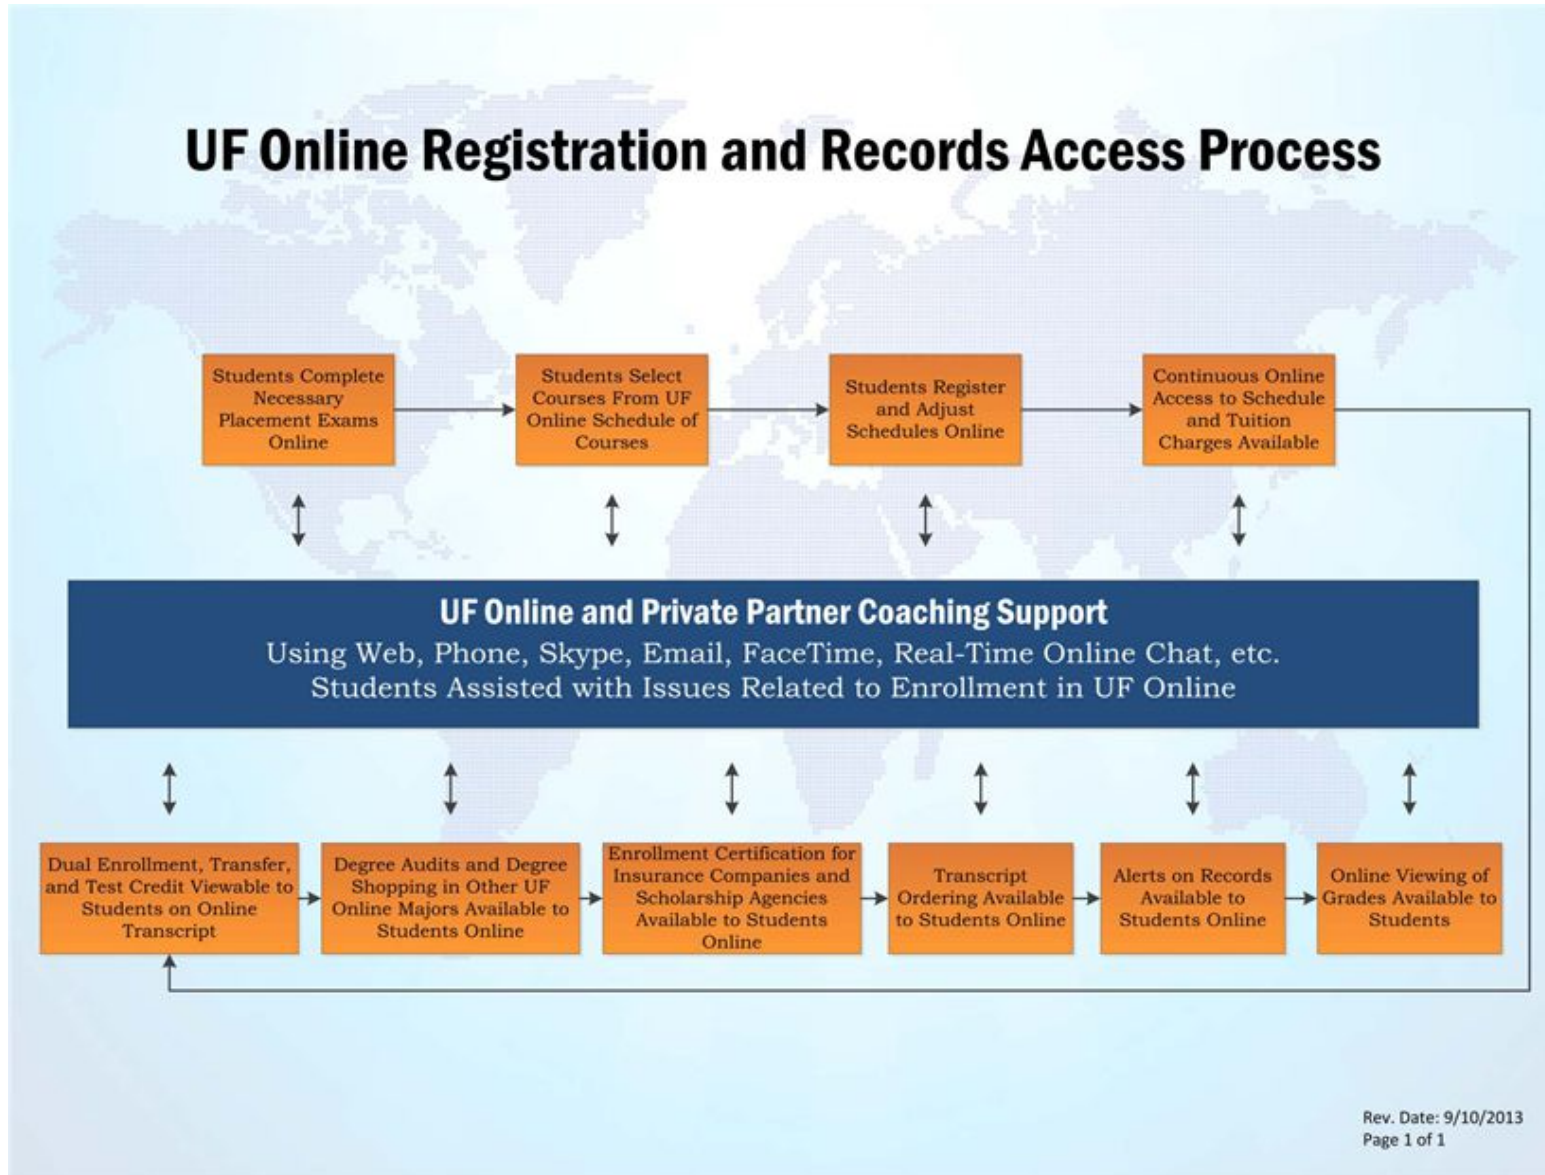 UF Online Registration and Records Access Process
Students Complete
Necessary
Placement Exams
Online
Students Select
Courses From UF
Online Schedule of
Courses
Students Register
and Adjust
Schedules Online
Continuous Online
Access to Schedule
and Tuition
Charges Available
UF Online and Private Partner Coaching Support
Using Web, Phone, Skype, Email, FaceTime, Real-Time Online Chat, etc.
Students Assisted with Issues Related to Enrollment in UF Online
Dual Enrollment, Transfer,
and Test Credit Viewable to
Students on Online
Transcript
Degree Audits and Degree
Shopping in Other UF
Online Majors Available to
Students Online
Enrollment Certification for
Insurance Companies and
Scholarship Agencies
Available to Students
Online
Transcript
Ordering Available
to Students Online
Alerts on Records
Available to
Students Online
Online Viewing of
Grades Available to
Students
Rev. Date: 9/10/2013
Page 1 of 1